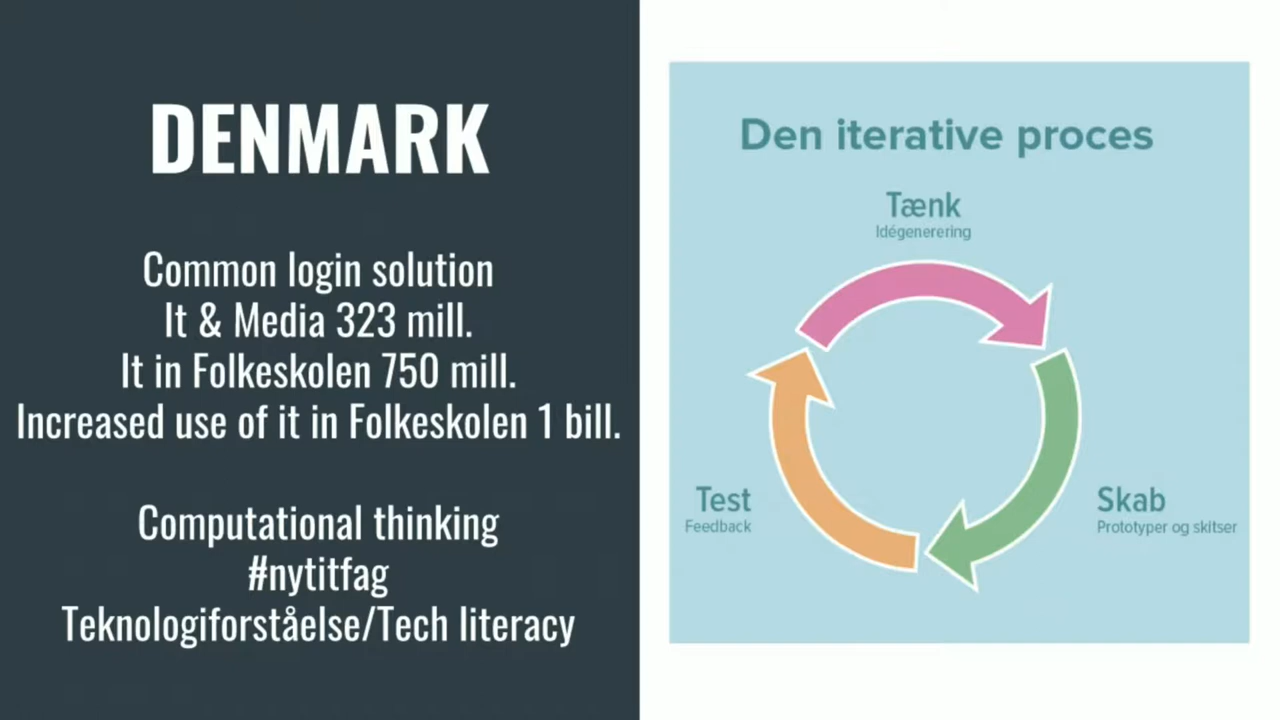 DENMARK
Common login solution
It & Media 323 mill.
It in Folkeskolen 750 mill.
Increased use of it in Folkeskolen 1 bill.
Computational thinking
#nytitfag
Teknologiforståelse/Tech literacy
Den iterative proces
Tænk
Idégenerering
Skab
Prototyper og skitser
Test
Feedback